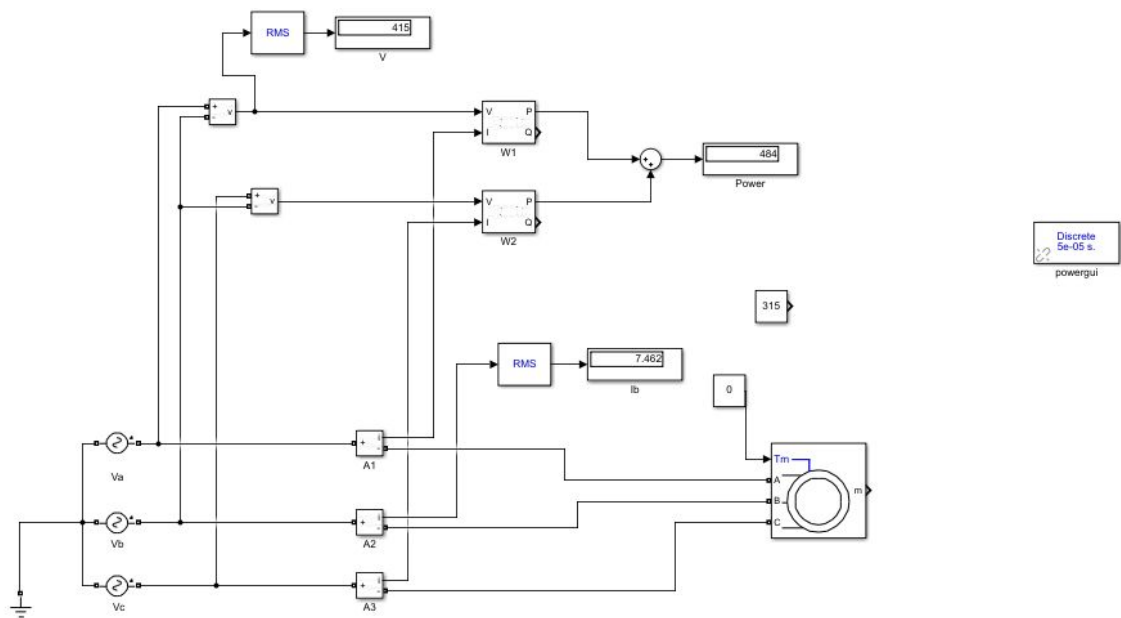 RMS
415
V
+
-
v
V
I
P
Q
W1
+
+
484
Power
+
-
v
V
I
P
Q
W2
Discrete
5e-05 s.
powergui
315
RMS
7.462
Ib
0
+
Va
+
i
-
A1
Tm
A
B
C
m
+
Vb
+
i
-
A2
+
Vc
+
i
-
A3